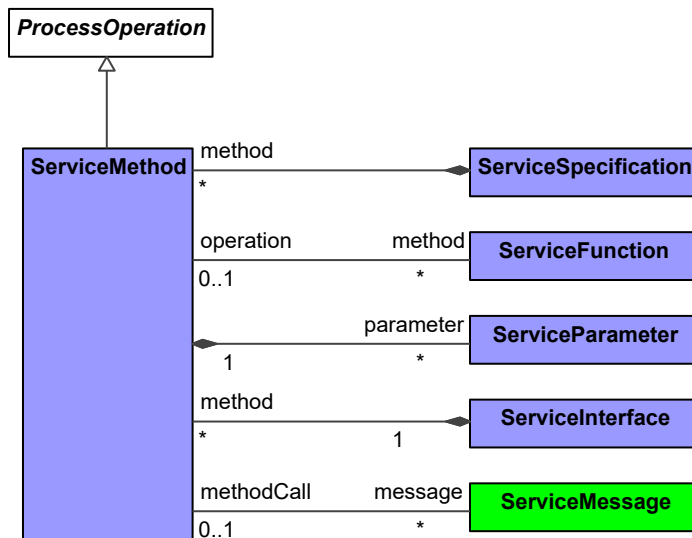 ProcessOperation
ServiceMethod
method
*
ServiceSpecification
operation
method
0..1
*
ServiceFunction
parameter
1
*
ServiceParameter
method
*
1
ServiceInterface
methodCall
message
0..1
*
ServiceMessage